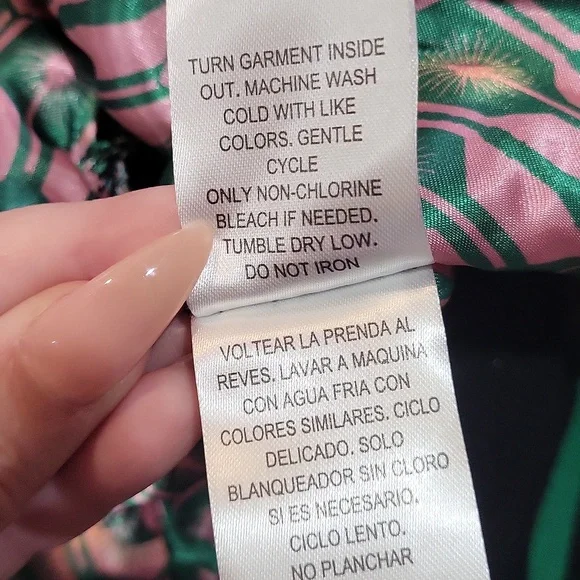 TURN GARMENT INSIDE
OUT. MACHINE WASH
COLD WITH LIKE
COLORS. GENTLE
CYCLE
ONLY NON-CHLORINE
BLEACH IF NEEDED.
TUMBLE DRY LOW.
DO NOT IRON
VOLTEAR LA PRENDA AL
REVES. LAVAR A MAQUINA
CON AGUA FRIA CON
COLORES SIMILARES. CICLO
DELICADO. SOLO
BLANQUEADOR SIN CLORO
SI ES NECESARIO.
CICLO LENTO.
NO PLANCHAR